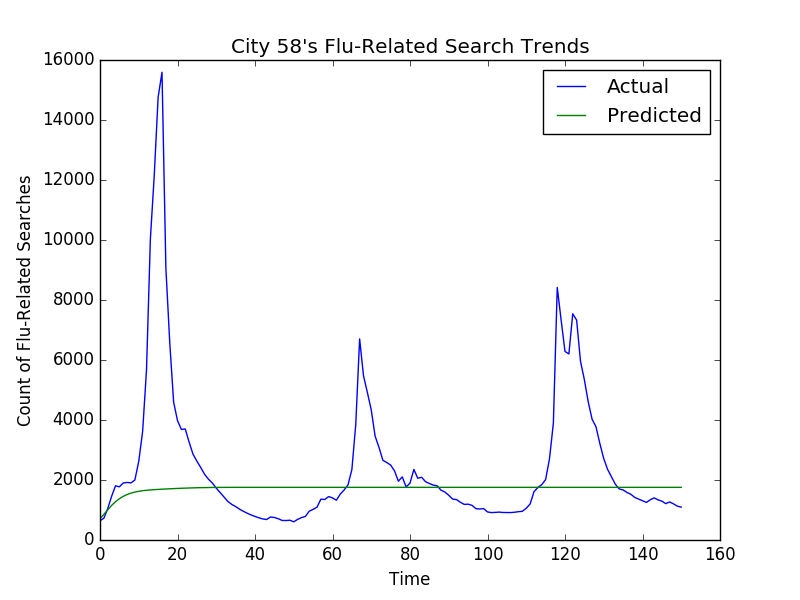 City 58's Flu-Related Search Trends
16000
14000
12000
10000
8000
6000
4000
2000
0
Count of Flu-Related Searches
Actual
Predicted
0 20 40 60 80 100 120 140 160
Time